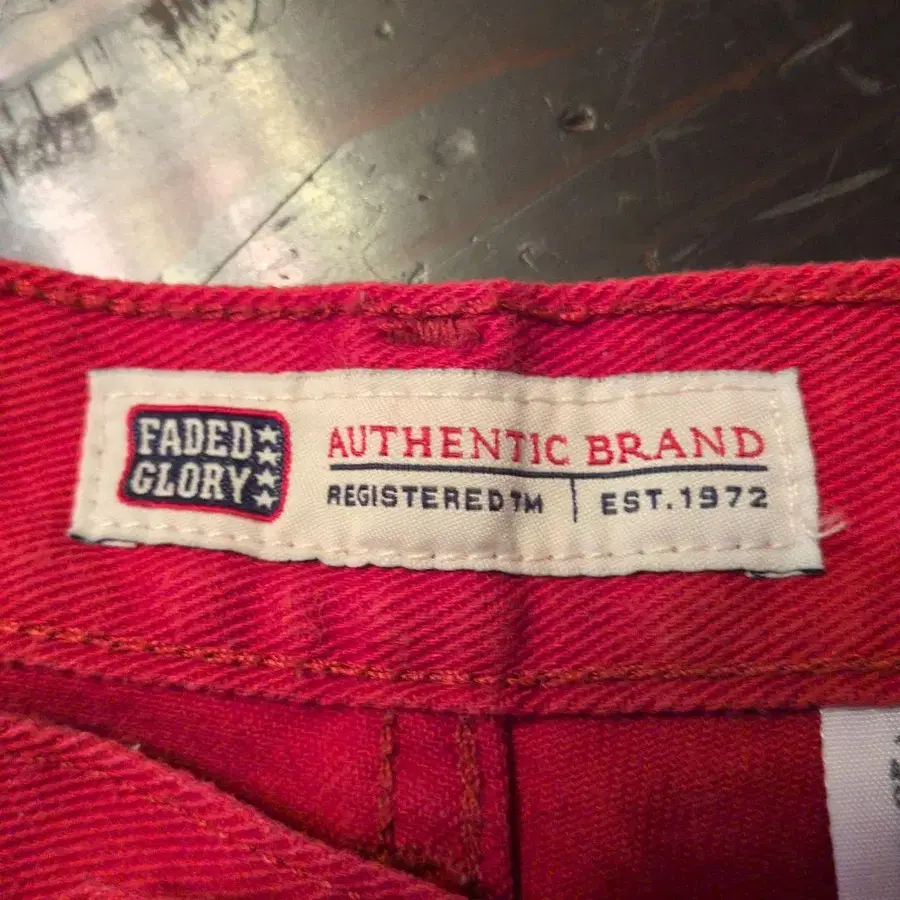 FADED
GLORY
AUTHENTIC BRAND
REGISTERED TM | EST. 1972